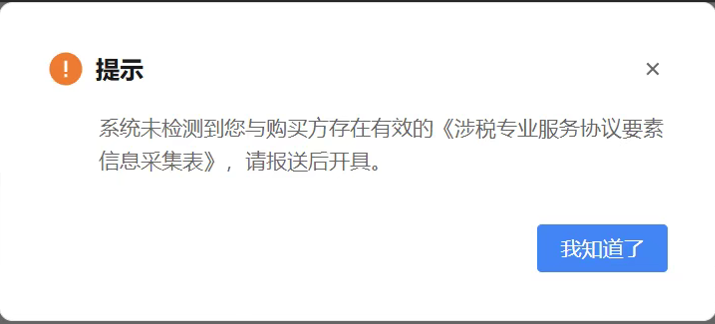 提示
系统未检测到您与购买方存在有效的《涉税专业服务协议要素
信息采集表》，请报送后开具。
我知道了